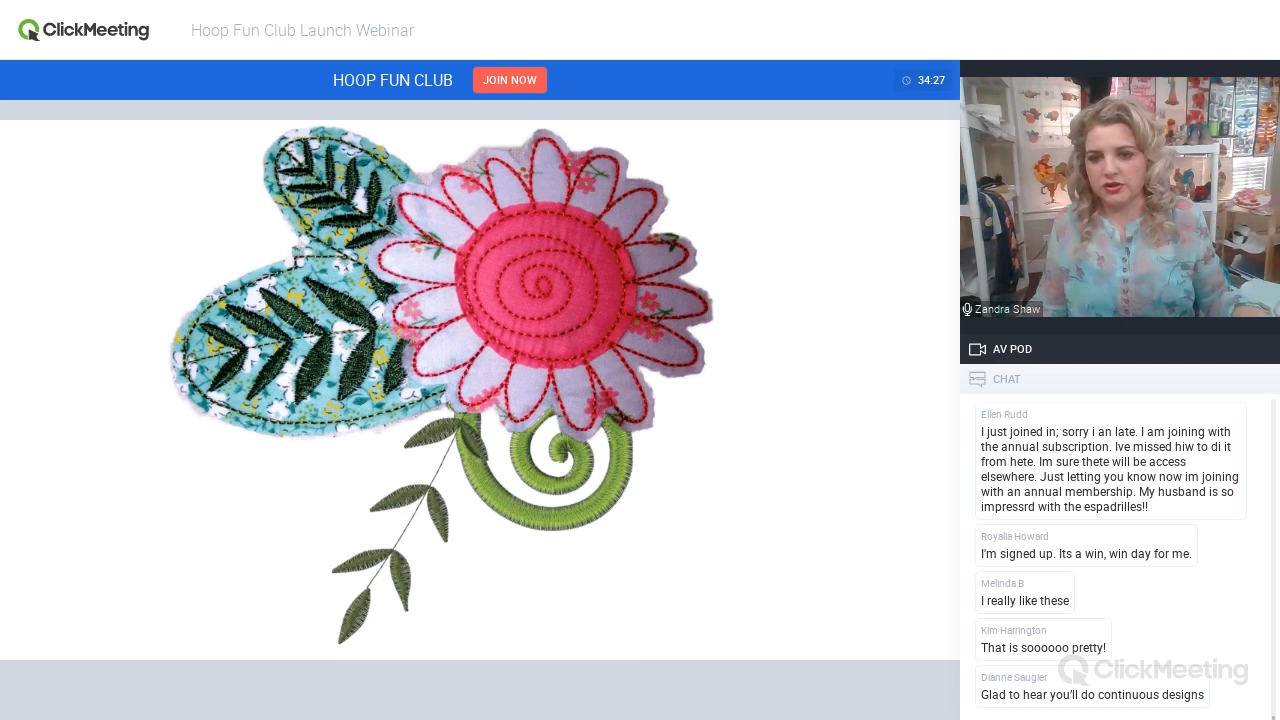 ClickMeeting
Hoop Fun Club Launch Webinar
HOOP FUN CLUB
JOIN NOW
34:27
Zandra Shaw
AV POD
CHAT
Ellen Rudd
I just joined in; sorry i an late. I am joining with
the annual subscription. Ive missed hiw to di it
from hete. Im sure thete will be access
elsewhere. Just letting you know now im joining
with an annual membership. My husband is so
impressrd with the espadrilles!!
Royalia Howard
I'm signed up. Its a win, win day for me.
Melinda B
I really like these
Kim Harrington
That is soooooo pretty!
ClickMeeting
Dianne Saugier
Glad to hear you'll do continuous designs